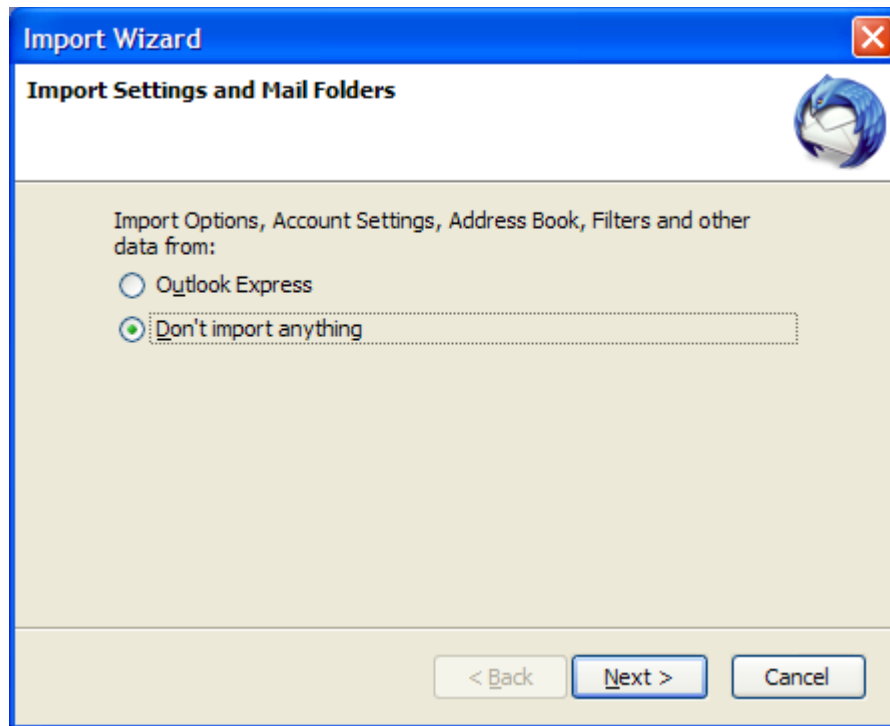 Import Wizard
Import Settings and Mail Folders
Import Options, Account Settings, Address Book, Filters and other
data from:
Outlook Express
Don't import anything
< Back
Next >
Cancel